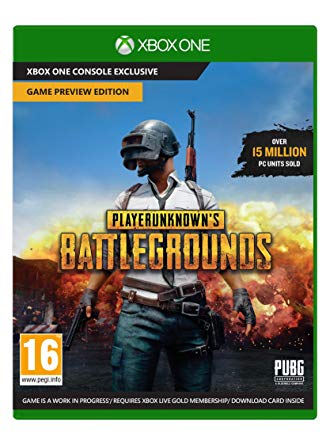 XBOX ONE
XBOX ONE CONSOLE EXCLUSIVE
GAME PREVIEW EDITION
OVER
15 MILLION
PC UNITS SOLD
PLAYERUNKNOWN'S
BATTLEGROUNDS
16
www.pegi.info
PUBG
CORPORATION
GAME IS A WORK IN PROGRESS/ REQUIRES XBOX LIVE GOLD MEMBERSHIP/ DOWNLOAD CARD INSIDE